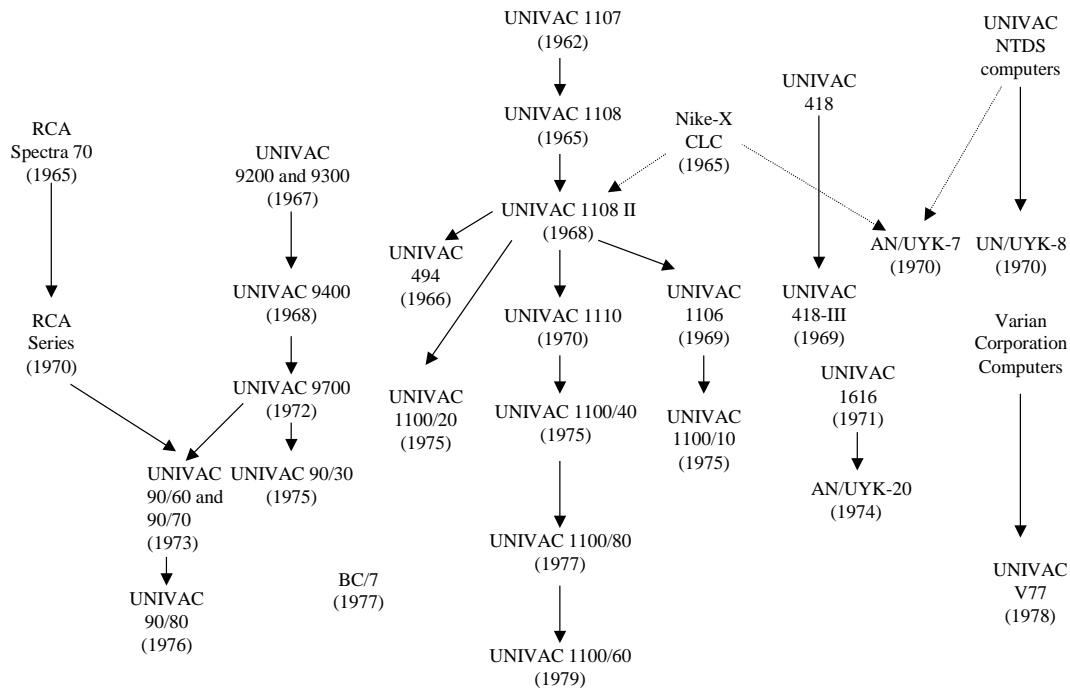 UNIVAC 1107
(1962)
UNIVAC
NTDS
computers
UNIVAC
418
UNIVAC 1108
(1965)
Nike-X
CLC
(1965)
RCA
Spectra 70
(1965)
UNIVAC
9200 and 9300
(1967)
UNIVAC 1108 II
(1968)
UNIVAC
494
(1966)
AN/UYK-7
(1970)
UN/UYK-8
(1970)
UNIVAC 9400
(1968)
UNIVAC
1106
(1969)
UNIVAC
418-III
(1969)
UNIVAC 1110
(1970)
RCA
Series
(1970)
Varian
Corporation
Computers
UNIVAC 9700
(1972)
UNIVAC
1100/20
(1975)
UNIVAC 1100/40
(1975)
UNIVAC
1100/10
(1975)
UNIVAC
1616
(1971)
UNIVAC
90/60 and
90/70
(1973)
UNIVAC 90/30
(1975)
AN/UYK-20
(1974)
UNIVAC 1100/80
(1977)
BC/7
(1977)
UNIVAC
V77
(1978)
UNIVAC
90/80
(1976)
UNIVAC 1100/60
(1979)